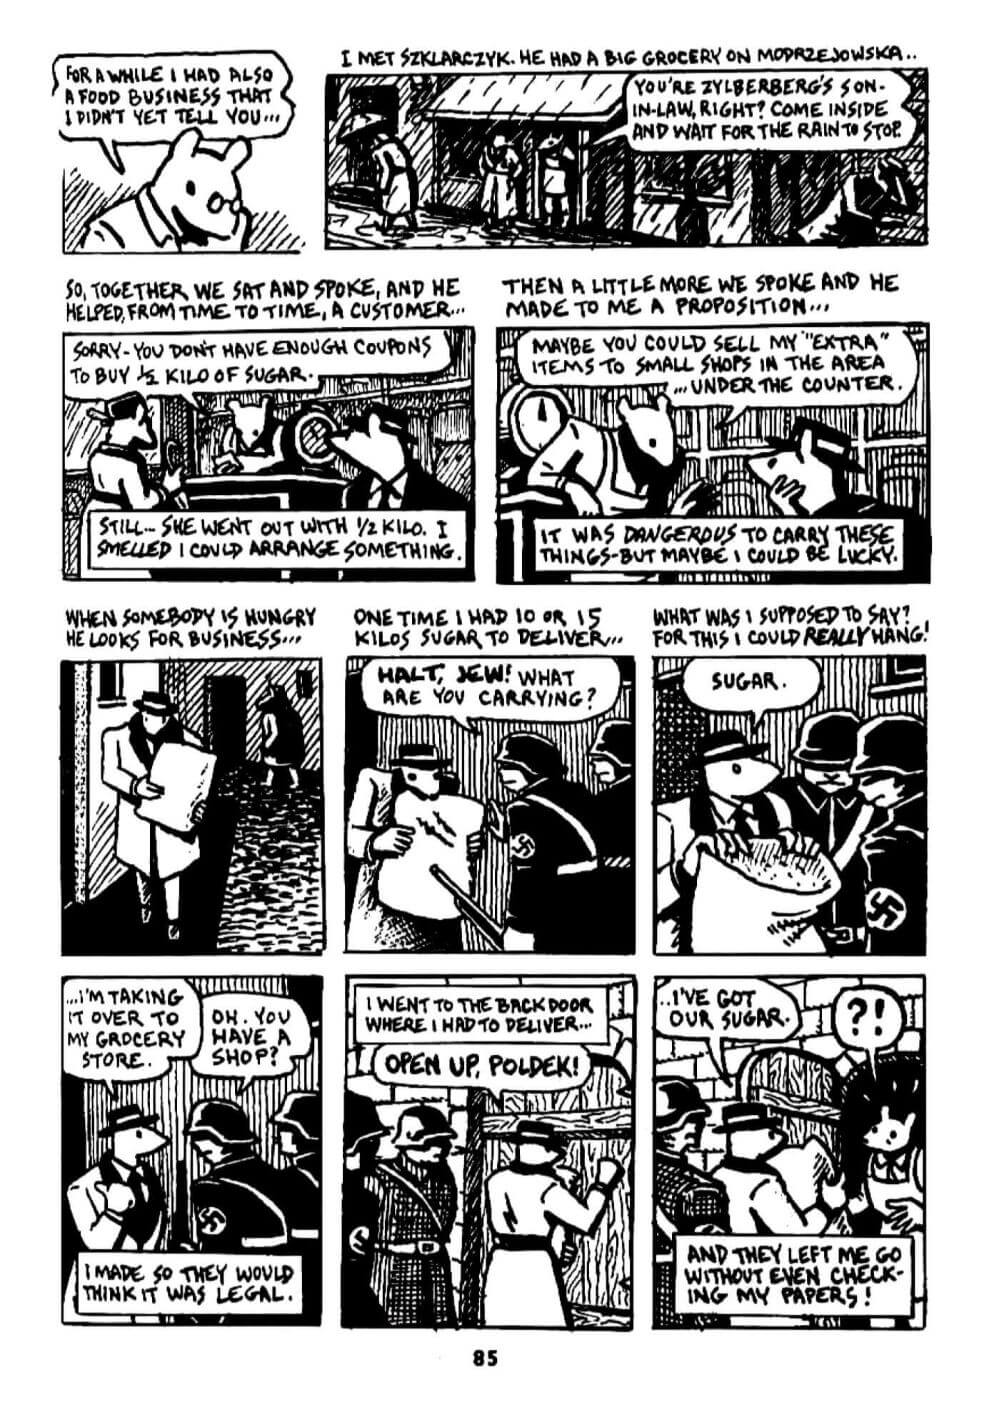 FOR A WHILE I HAD ALSO
A FOOD BUSINESS THAT
I DIDN'T YET TELL YOU...
I MET SZKLARCZYK. HE HAD A BIG GROCERY ON MODRZEJOWSKA..
YOU'RE ZYLBERBERG'S SON-
IN-LAW, RIGHT? COME INSIDE
AND WAIT FOR THE RAIN TO STOP.
SO, TOGETHER WE SAT AND SPOKE, AND HE
HELPED, FROM TIME TO TIME, A CUSTOMER...
SORRY-YOU DON'T HAVE ENOUGH COUPONS
TO BUY ½ KILO OF SUGAR.
STILL... SHE WENT OUT WITH ½ KILO. I
SMELLED I COULD ARRANGE SOMETHING.
THEN A LITTLE MORE WE SPOKE AND HE
MADE TO ME A PROPOSITION...
MAYBE YOU COULD SELL MY "EXTRA"
ITEMS TO SMALL SHOPS IN THE AREA
...UNDER THE COUNTER.
IT WAS DANGEROUS TO CARRY THESE
THINGS-BUT MAYBE I COULD BE LUCKY.
WHEN SOMEBODY IS HUNGRY
HE LOOKS FOR BUSINESS...
ONE TIME I HAD 10 OR 15
KILOS SUGAR TO DELIVER...
HALT, JEW! WHAT
ARE YOU CARRYING?
WHAT WAS I SUPPOSED TO SAY?
FOR THIS I COULD REALLY HANG!
SUGAR.
...I'M TAKING
IT OVER TO
MY GROCERY
STORE.
OH. YOU
HAVE A
SHOP?
I MADE SO THEY WOULD
THINK IT WAS LEGAL.
I WENT TO THE BACK DOOR
WHERE I HAD TO DELIVER...
OPEN UP, POLDEK!
..I'VE GOT
OUR SUGAR.
?!
AND THEY LEFT ME GO
WITHOUT EVEN CHECK-
ING MY PAPERS!
85